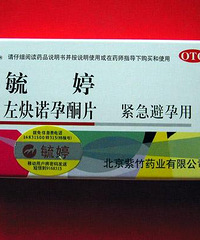 请仔细阅读药品说明书并按说明使用或在药师指导下购买和使用
OTC
毓 婷
左炔诺孕酮片 紧急避孕用
毓婷
北京紫竹药业有限公司